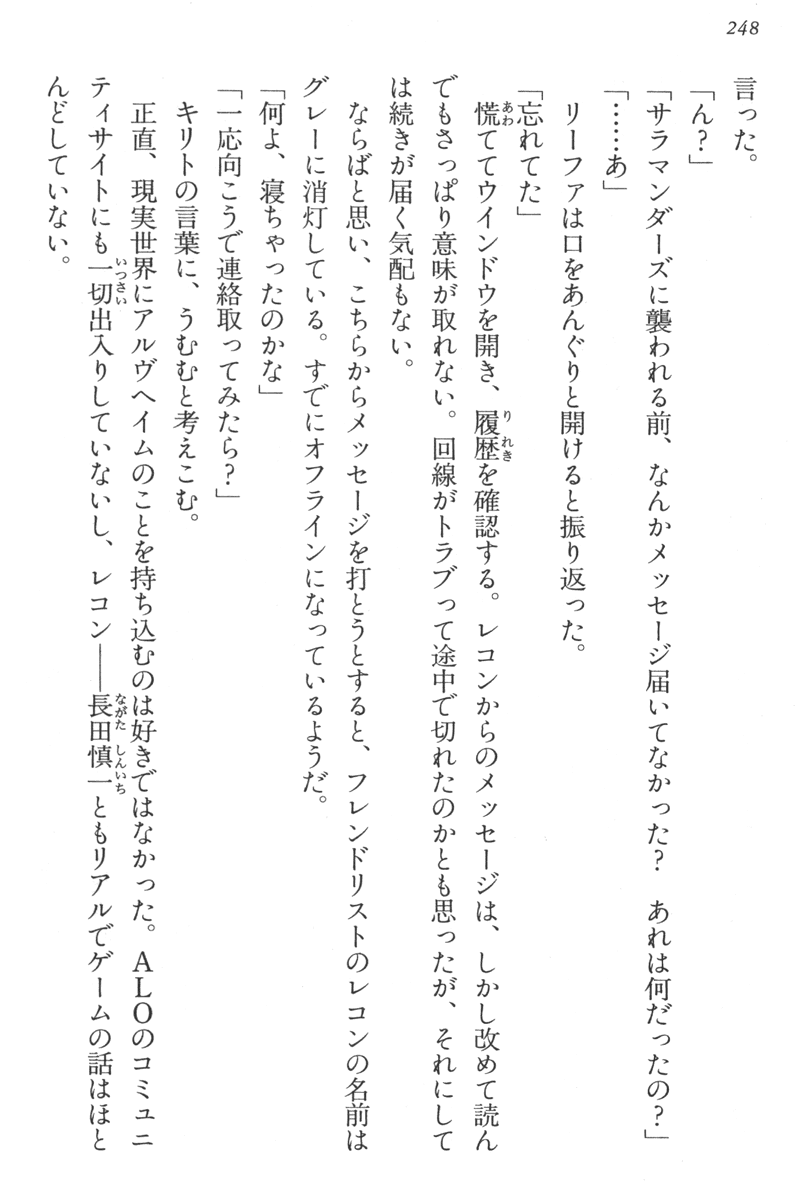 248
言った。
「ん?」
「サラマンダーズに襲われる前、なんかメッセージ届いてなかった? あれは何だったの?」
「……あ」
リーファは口をあんぐりと開けると振り返った。
「忘れてた」
慌ててウインドウを開き、履歴を確認する。レコンからのメッセージは、しかし改めて読ん
でもさっぱり意味が取れない。回線がトラブって途中で切れたのかとも思ったが、それにして
は続きが届く気配もない。
ならばと思い、こちらからメッセージを打とうとすると、フレンドリストのレコンの名前は
グレーに消灯している。すでにオフラインになっているようだ。
「何よ、寝ちゃったのかな」
「一応向こうで連絡取ってみたら?」
キリトの言葉に、うむむと考えこむ。
正直、現実世界にアルヴヘイムのことを持ち込むのは好きではなかった。ALOのコミュニ
ティサイトにも一切出入りしていないし、レコン――長田慎一ともリアルでゲームの話はほと
んどしていない。